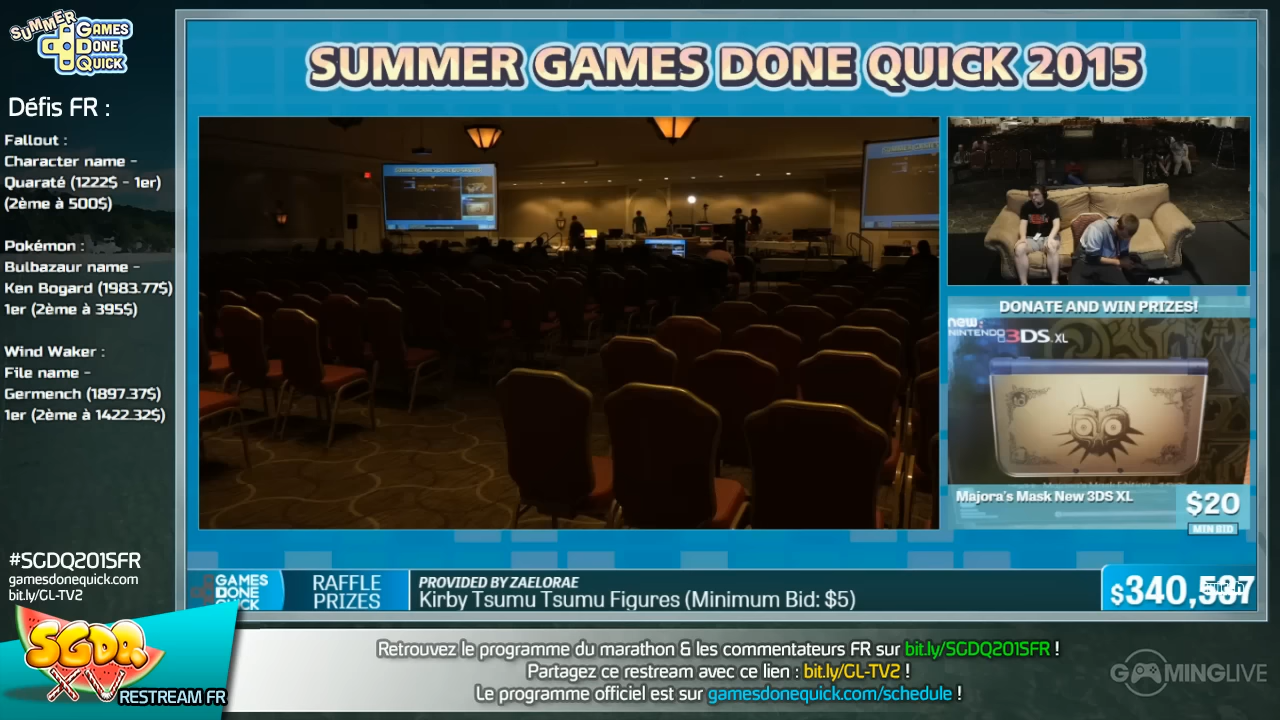 SUMMER
GAMES
DONE
QUICK
Défis FR :
Fallout :
Character name -
Quaraté (1222$ - 1er)
(2ème à 500$)
Pokémon :
Bulbazaur name -
Ken Bogard (1983.77$)
1er (2ème à 395$)
Wind Waker :
File name -
Germench (1897.37$)
1er (2ème à 1422.32$)
#SGDQ2015FR
gamesdonequick.com
bit.ly/GL-TV2
SUMMER GAMES DONE QUICK 2015
DONATE AND WIN PRIZES!
new
NINTENDO 3DS XL
Majora's Mask New 3DS XL
$20
MIN BID
GAMES
DONE
QUICK
RAFFLE
PRIZES
PROVIDED BY ZAELORAE
Kirby Tsumu Tsumu Figures (Minimum Bid: $5)
SGDQ
XV
RESTREAM FR
Retrouvez le programme du marathon & les commentateurs FR sur bit.ly/SGDQ2015FR !
Partagez ce restream avec ce lien : bit.ly/GL-TV2 !
Le programme officiel est sur gamesdonequick.com/schedule !
GAMINGLIVE